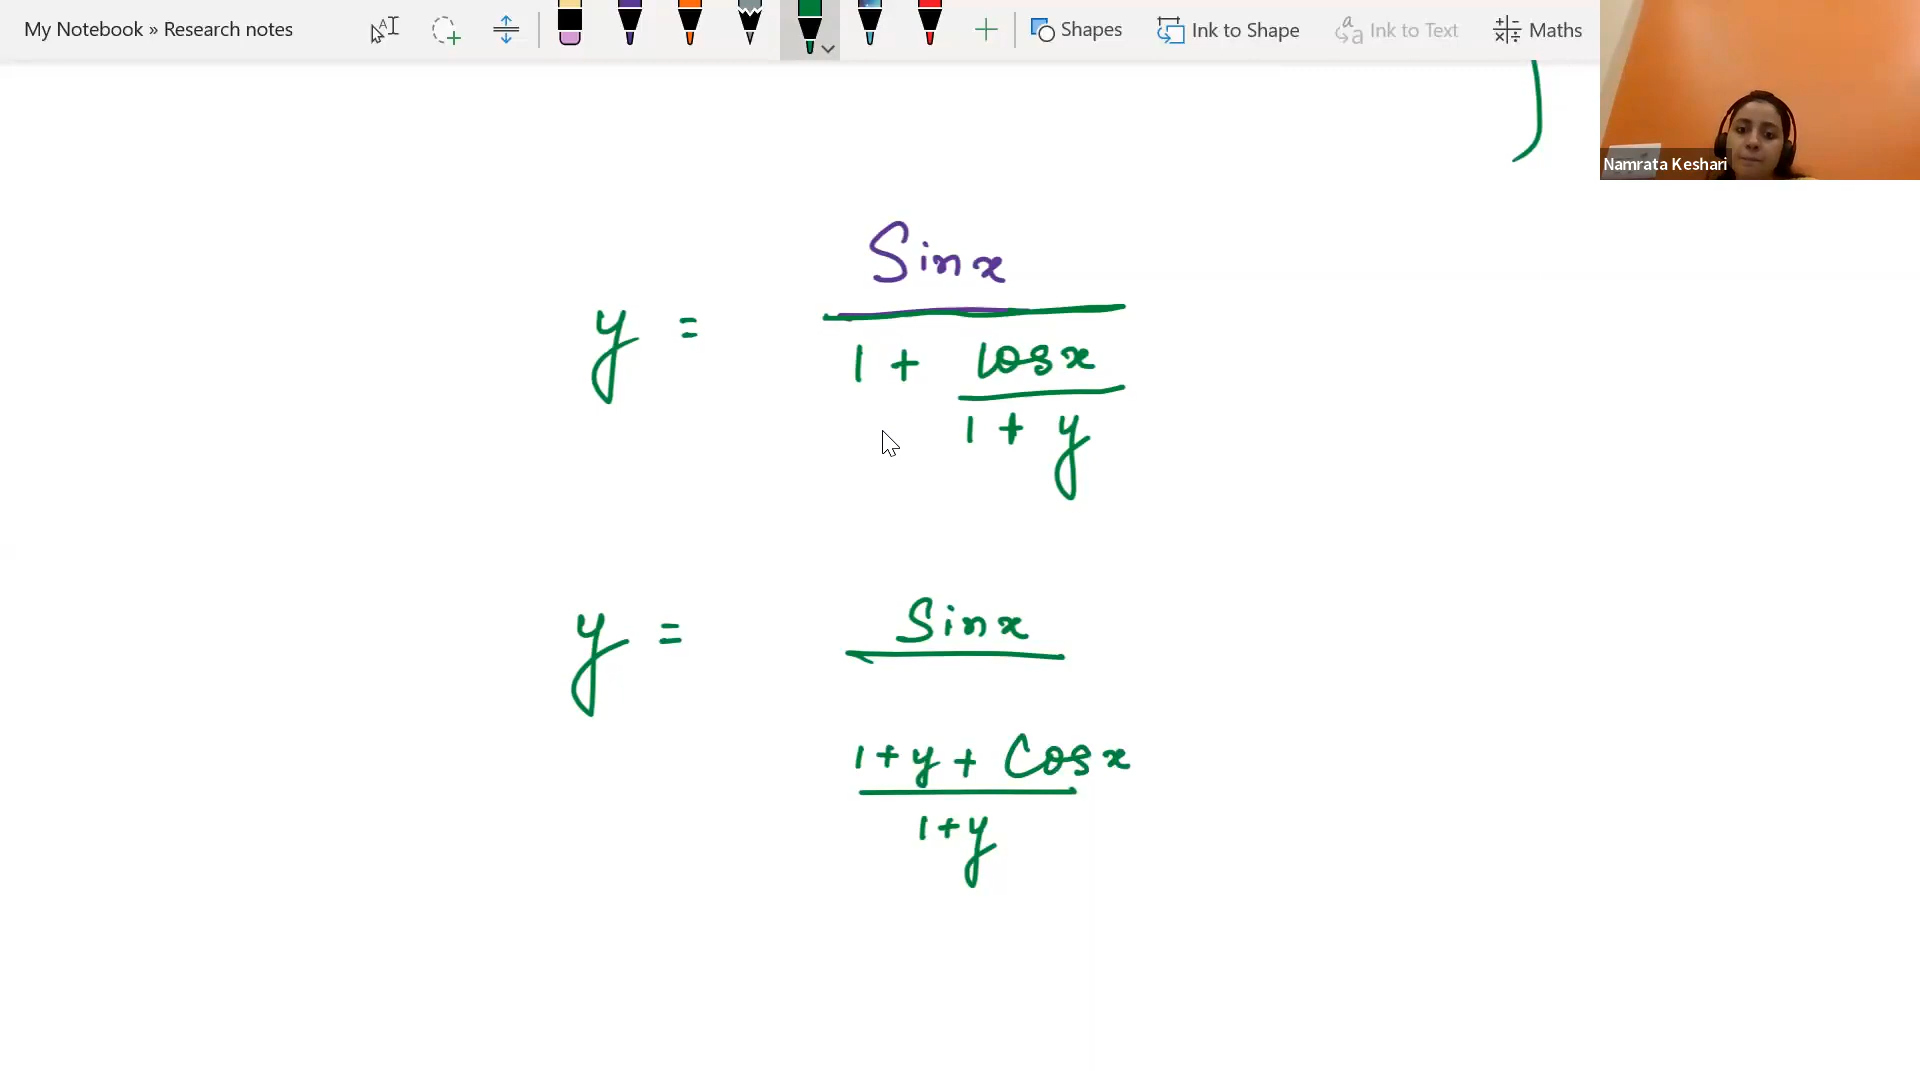 My Notebook » Research notes
Shapes
Ink to Shape
Ink to Text
Maths
Namrata Keshari
Sinx
y =
1 + Cosx
1 + y
Sinx
y =
1+y + Cosx
1+y